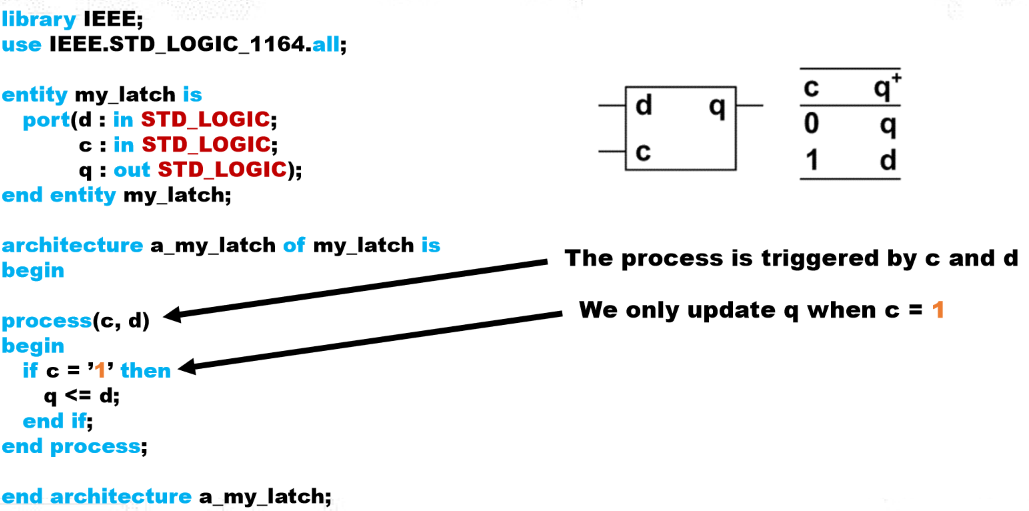 library IEEE;
use IEEE.STD_LOGIC_1164.all;
entity my_latch is
port(d : in STD_LOGIC;
c : in STD_LOGIC;
q : out STD_LOGIC);
end entity my_latch;
architecture a_my_latch of my_latch is
begin
process(c, d)
begin
if c = ’1’ then
q <= d;
end if;
end process;
end architecture a_my_latch;
d q
c
c q+
0 q
1 d
The process is triggered by c and d
We only update q when c = 1